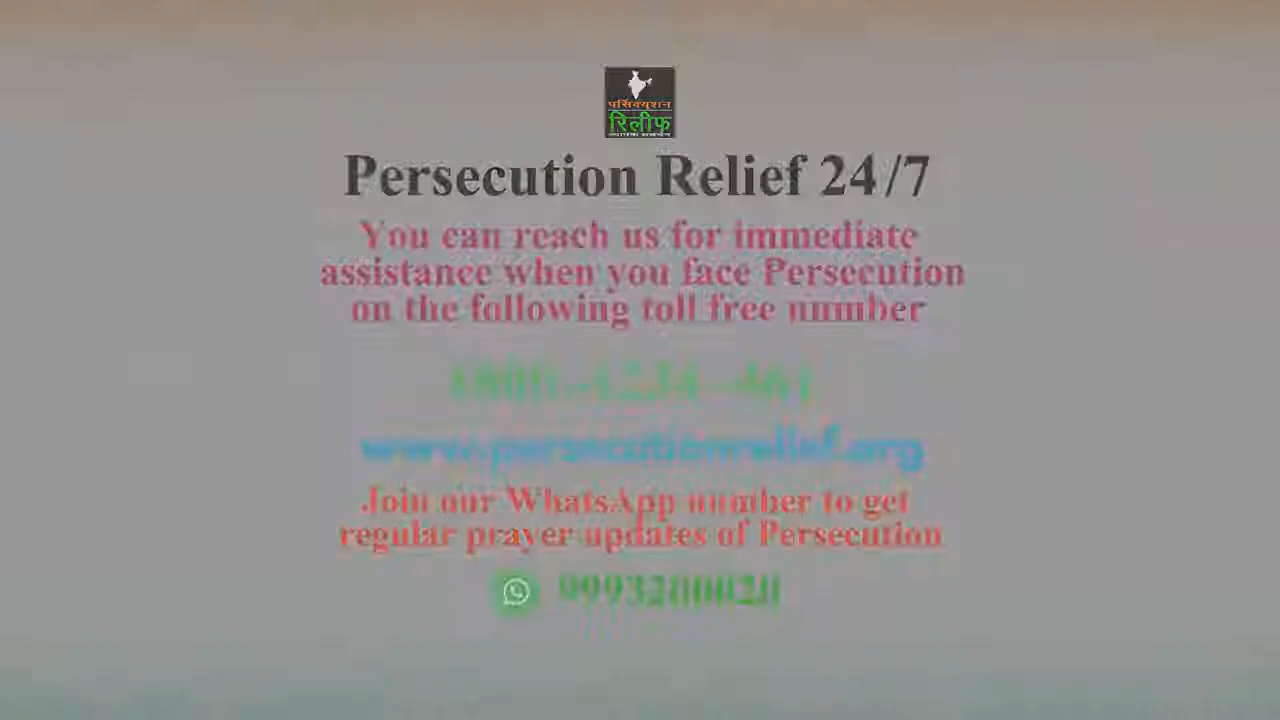 पर्सिक्यूशन
रिलीफ
Persecution Relief 24/7
You can reach us for immediate
assistance when you face Persecution
on the following toll free number
www.persecutionrelief.org
Join our WhatsApp number to get
regular prayer updates of Persecution